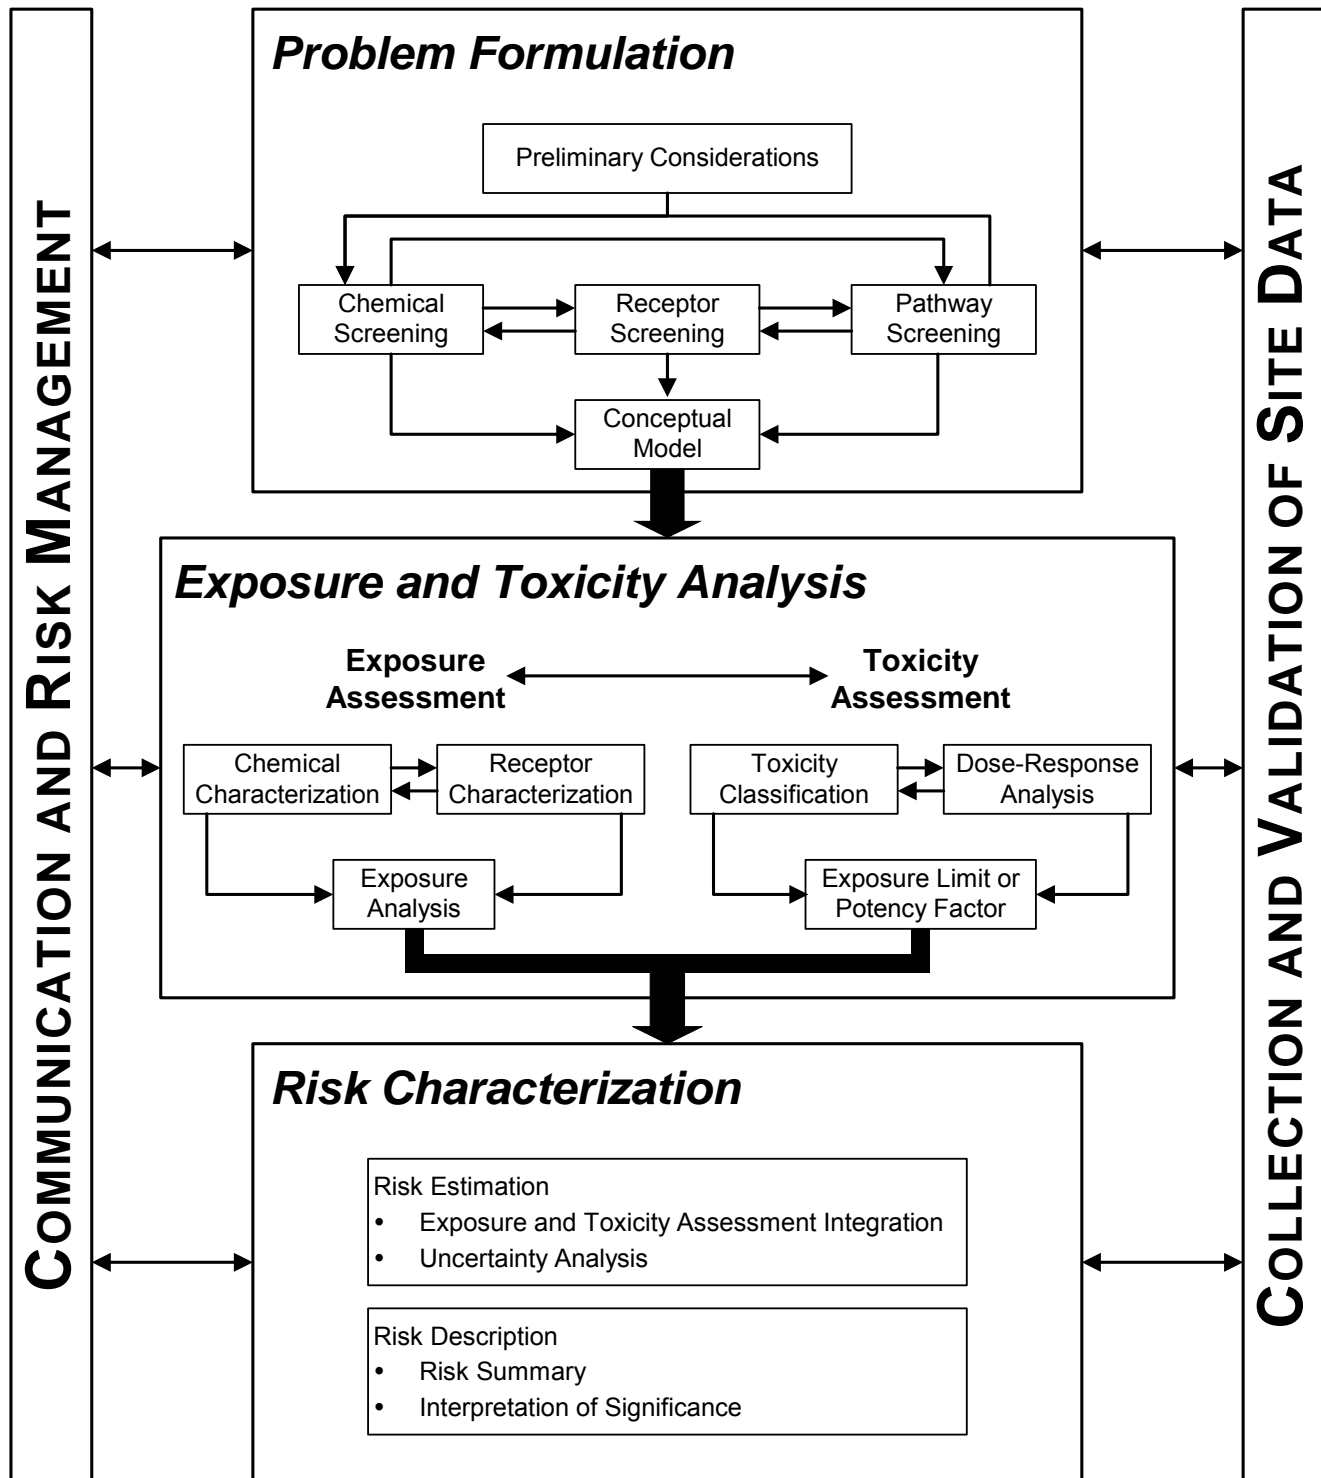 COMMUNICATION AND RISK MANAGEMENT
Problem Formulation
Preliminary Considerations
Chemical
Screening
Receptor
Screening
Pathway
Screening
Conceptual
Model
Exposure and Toxicity Analysis
Exposure
Assessment
Toxicity
Assessment
Chemical
Characterization
Receptor
Characterization
Toxicity
Classification
Dose-Response
Analysis
Exposure
Analysis
Exposure Limit or
Potency Factor
Risk Characterization
Risk Estimation
• Exposure and Toxicity Assessment Integration
• Uncertainty Analysis
Risk Description
• Risk Summary
• Interpretation of Significance
COLLECTION AND VALIDATION OF SITE DATA